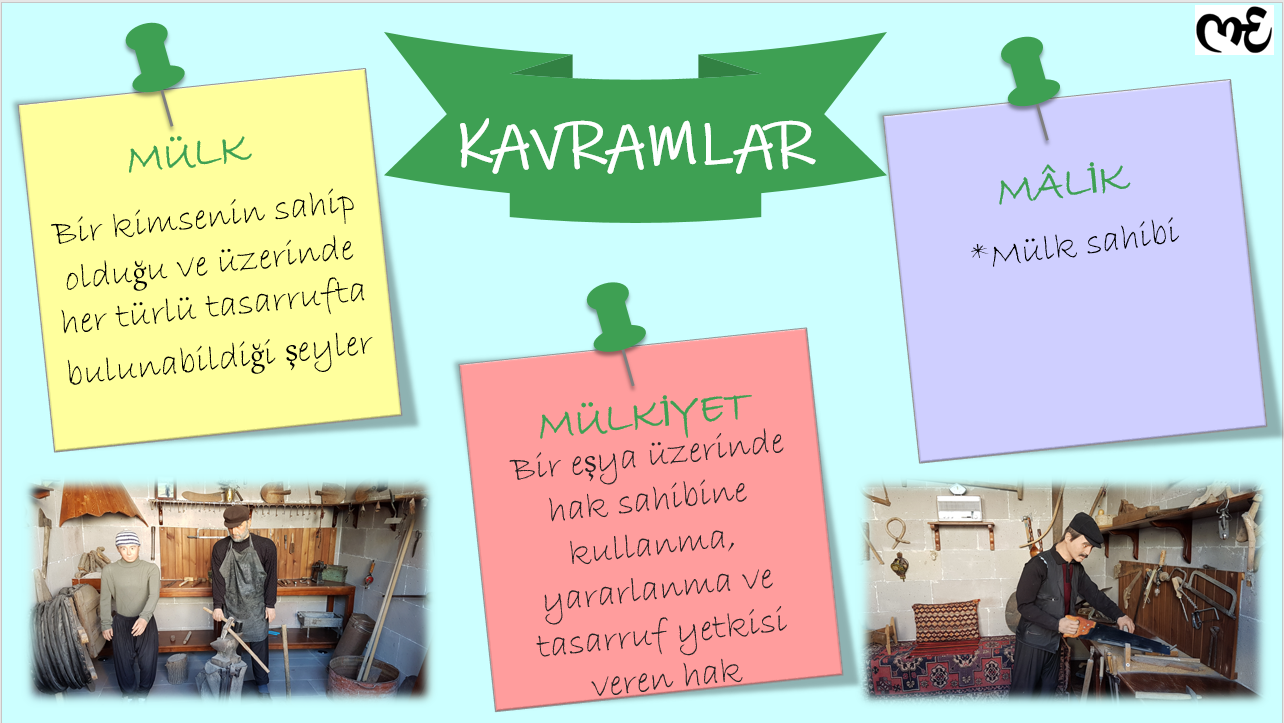 KAVRAMLAR
MÜLK
Bir kimsenin sahip
olduğu ve üzerinde
her türlü tasarrufta
bulunabildiği şeyler
MÜLKİYET
Bir eşya üzerinde
hak sahibine
kullanma,
yararlanma ve
tasarruf yetkisi
veren hak
MÂLİK
*Mülk sahibi